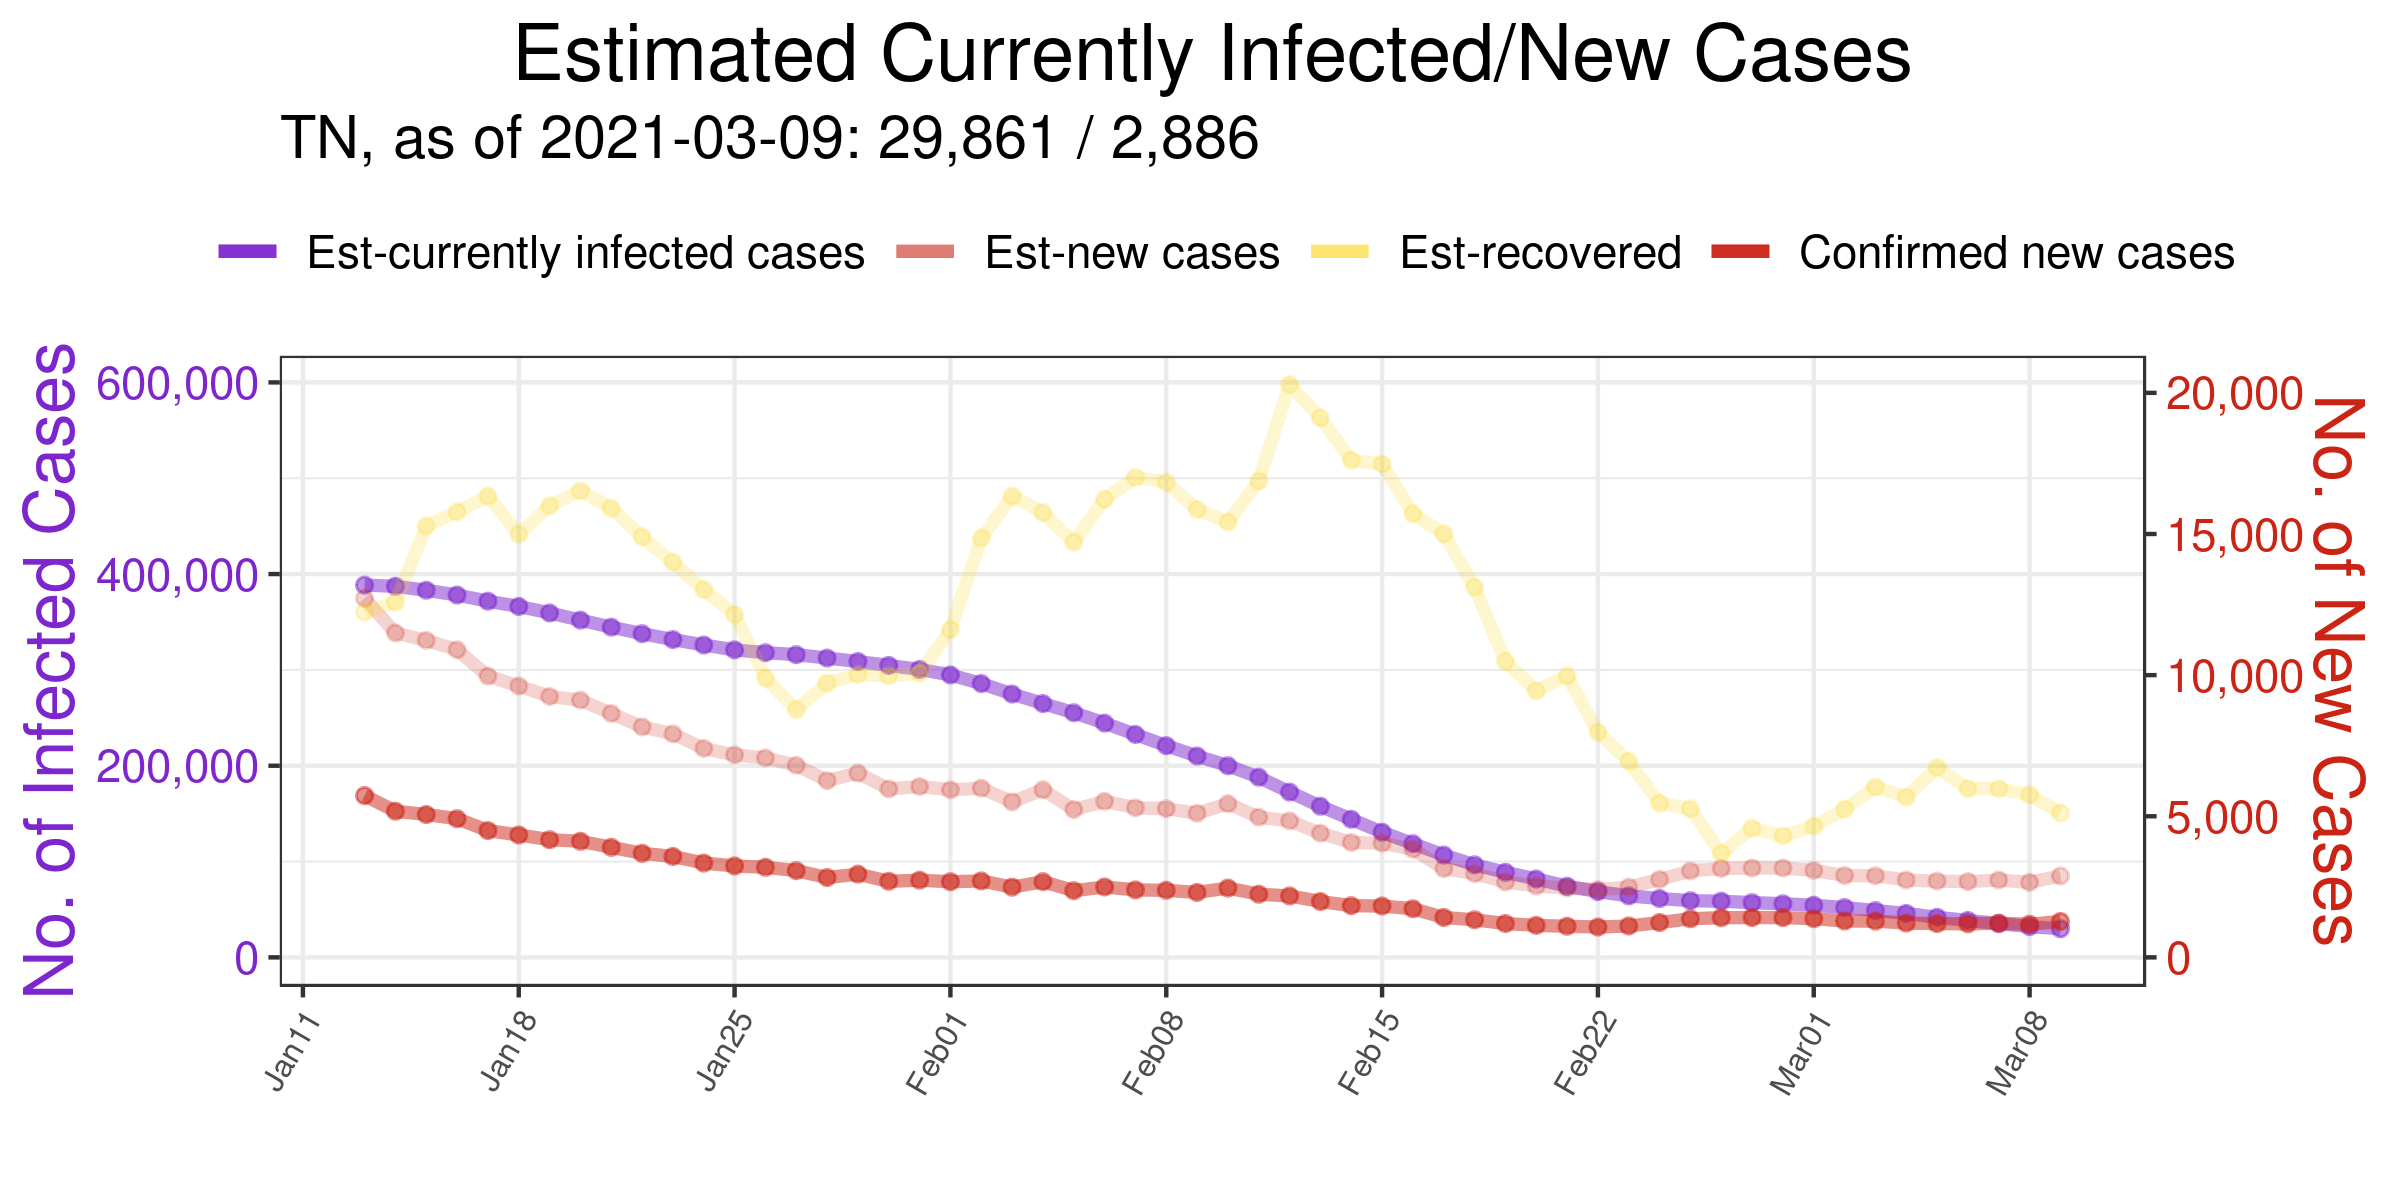 Estimated Currently Infected/New Cases
TN, as of 2021-03-09: 29,861 / 2,886
Est-currently infected cases Est-new cases Est-recovered Confirmed new cases
No. of Infected Cases
600,000
400,000
200,000
0
20,000
15,000
10,000
5,000
0
No. of New Cases
Jan11 Jan18 Jan25 Feb01 Feb08 Feb15 Feb22 Mar01 Mar08